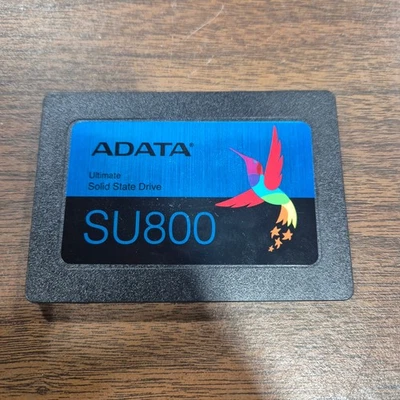 ADATA
Ultimate
Solid State Drive
SU800